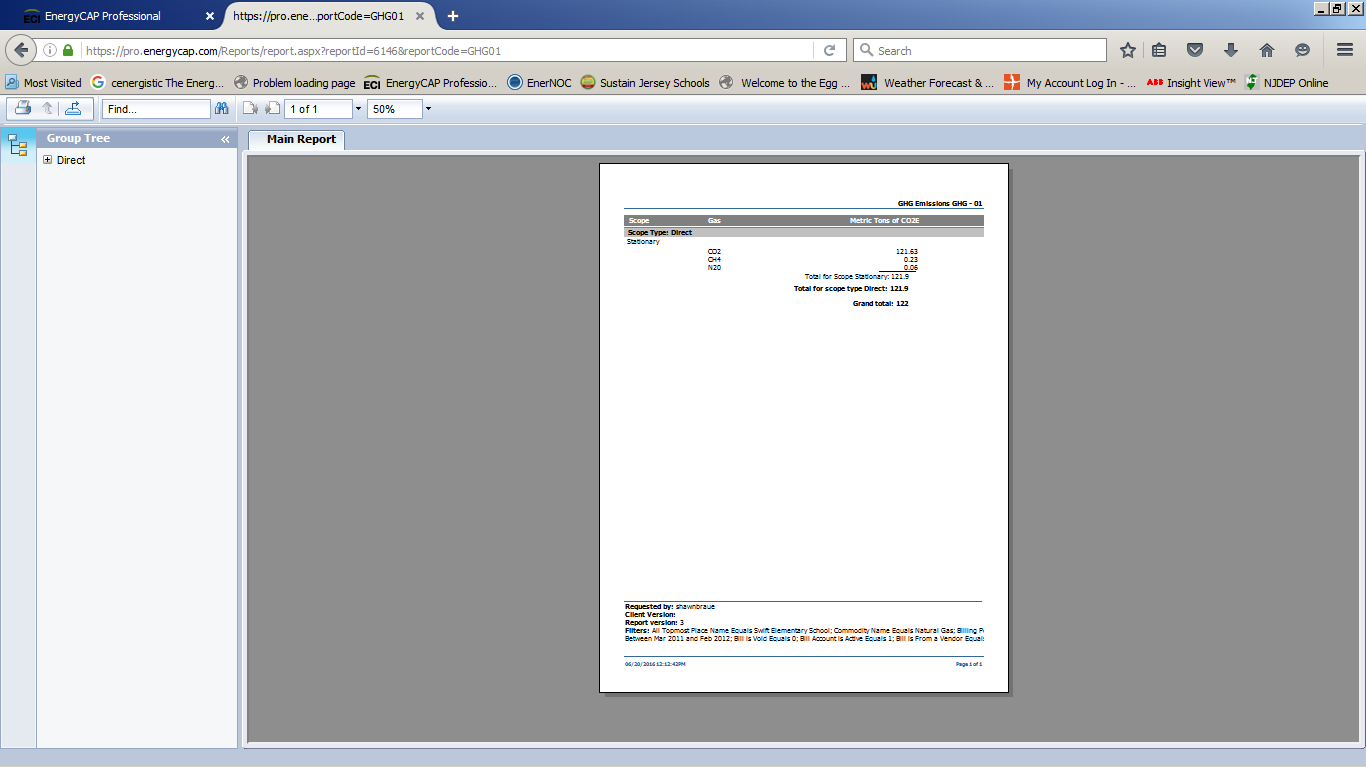 ECI EnergyCAP Professional × https://pro.ene...portCode=GHG01 × +
https://pro.energycap.com/Reports/report.aspx?reportId=6146&reportCode=GHG01 Search
Most Visited cenergistic The Energ... Problem loading page ECI EnergyCAP Professio... EnerNOC Sustain Jersey Schools Welcome to the Egg ... Weather Forecast & ... My Account Log In - ... ABB Insight View™ NJDEP Online
Find... 1 of 1 50%
Group Tree « Main Report
Direct
GHG Emissions GHG - 01
Scope Gas Metric Tons of CO2E
Scope Type: Direct
Stationary
CO2 121.63
CH4 0.23
N20 0.06
Total for Scope Stationary: 121.9
Total for scope type Direct: 121.9
Grand total: 122
Requested by: shawnbraue
Client Version:
Report version: 3
Filters: All Topmost Place Name Equals Swift Elementary School; Commodity Name Equals Natural Gas; Billing Pe
Between Mar 2011 and Feb 2012; Bill is Void Equals 0; Bill Account is Active Equals 1; Bill is From a Vendor Equals
06/20/2016 12:12:42PM Page 1 of 1